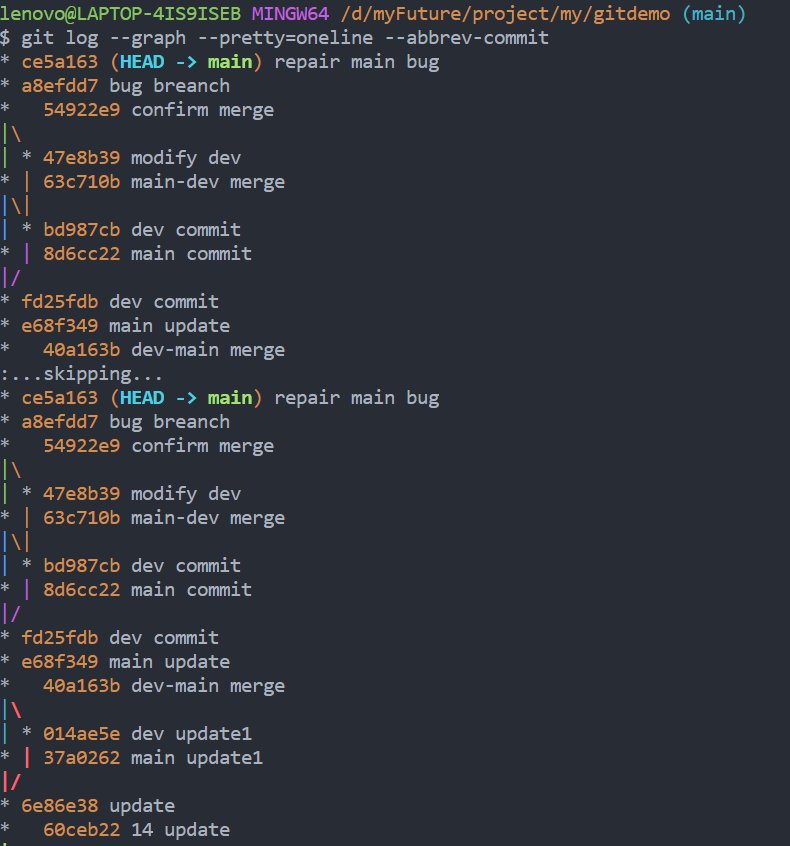 lenovo@LAPTOP-4IS9ISEB MINGW64 /d/myFuture/project/my/gitdemo (main)
$ git log --graph --pretty=oneline --abbrev-commit
* ce5a163 (HEAD -> main) repair main bug
* a8efdd7 bug breanch
*   54922e9 confirm merge
|\
| * 47e8b39 modify dev
* | 63c710b main-dev merge
|\|
| * bd987cb dev commit
* | 8d6cc22 main commit
|/
* fd25fdb dev commit
* e68f349 main update
*   40a163b dev-main merge
:...skipping...
* ce5a163 (HEAD -> main) repair main bug
* a8efdd7 bug breanch
*   54922e9 confirm merge
|\
| * 47e8b39 modify dev
* | 63c710b main-dev merge
|\|
| * bd987cb dev commit
* | 8d6cc22 main commit
|/
* fd25fdb dev commit
* e68f349 main update
*   40a163b dev-main merge
|\
| * 014ae5e dev update1
* | 37a0262 main update1
|/
* 6e86e38 update
*   60ceb22 14 update